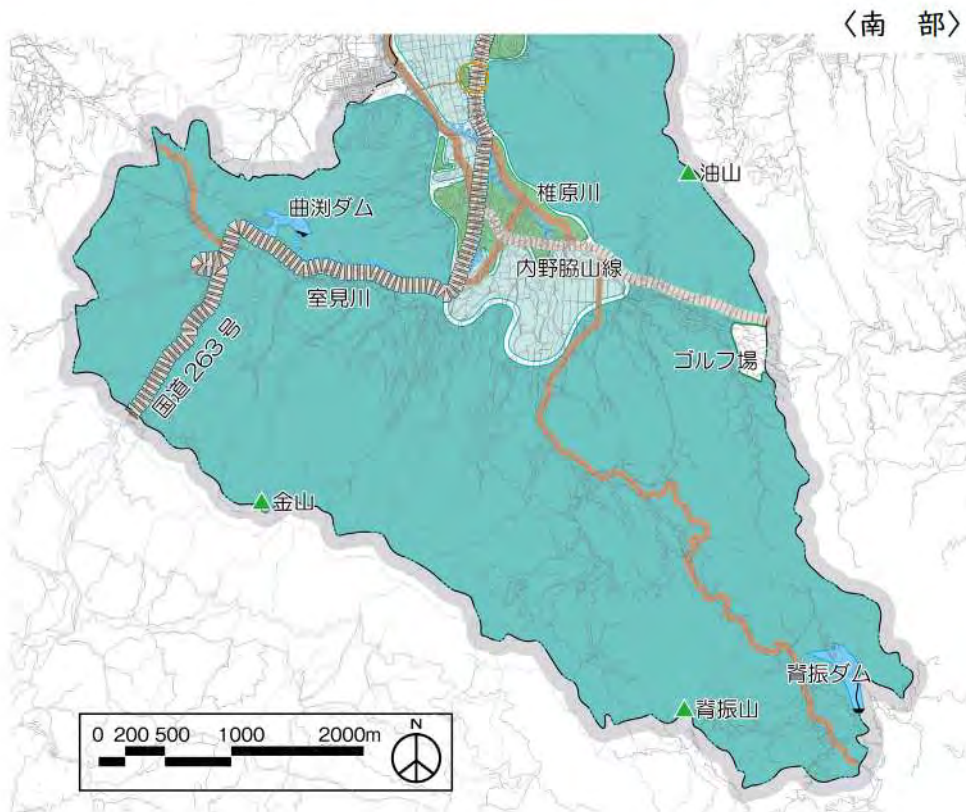 〈南 部〉
油山
椎原川
曲渕ダム
内野脇山線
室見川
ゴルフ場
国道263号
金山
脊振ダム
脊振山
0 200 500 1000 2000m
N